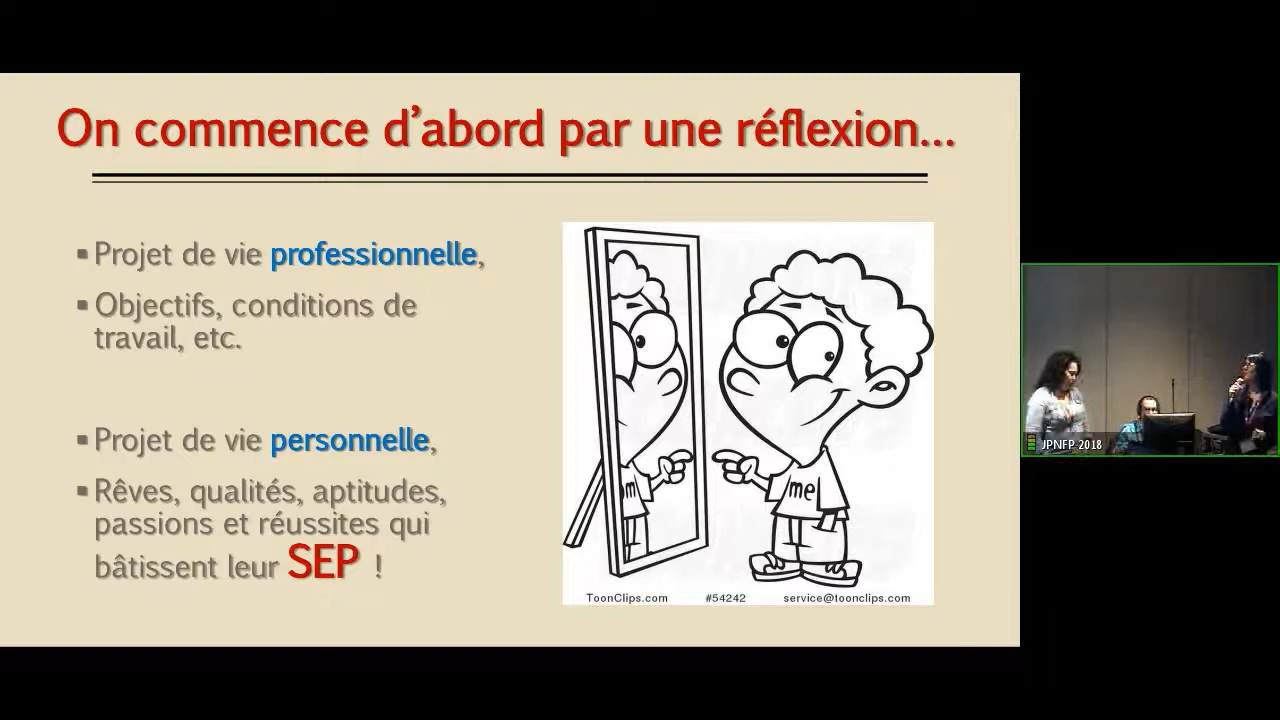 On commence d’abord par une réflexion...
▪ Projet de vie professionnelle,
▪ Objectifs, conditions de
travail, etc.
▪ Projet de vie personnelle,
▪ Rêves, qualités, aptitudes,
passions et réussites qui
bâtissent leur SEP !
om
me
ToonClips.com #54242 service@toonclips.com
JPNFP 2018